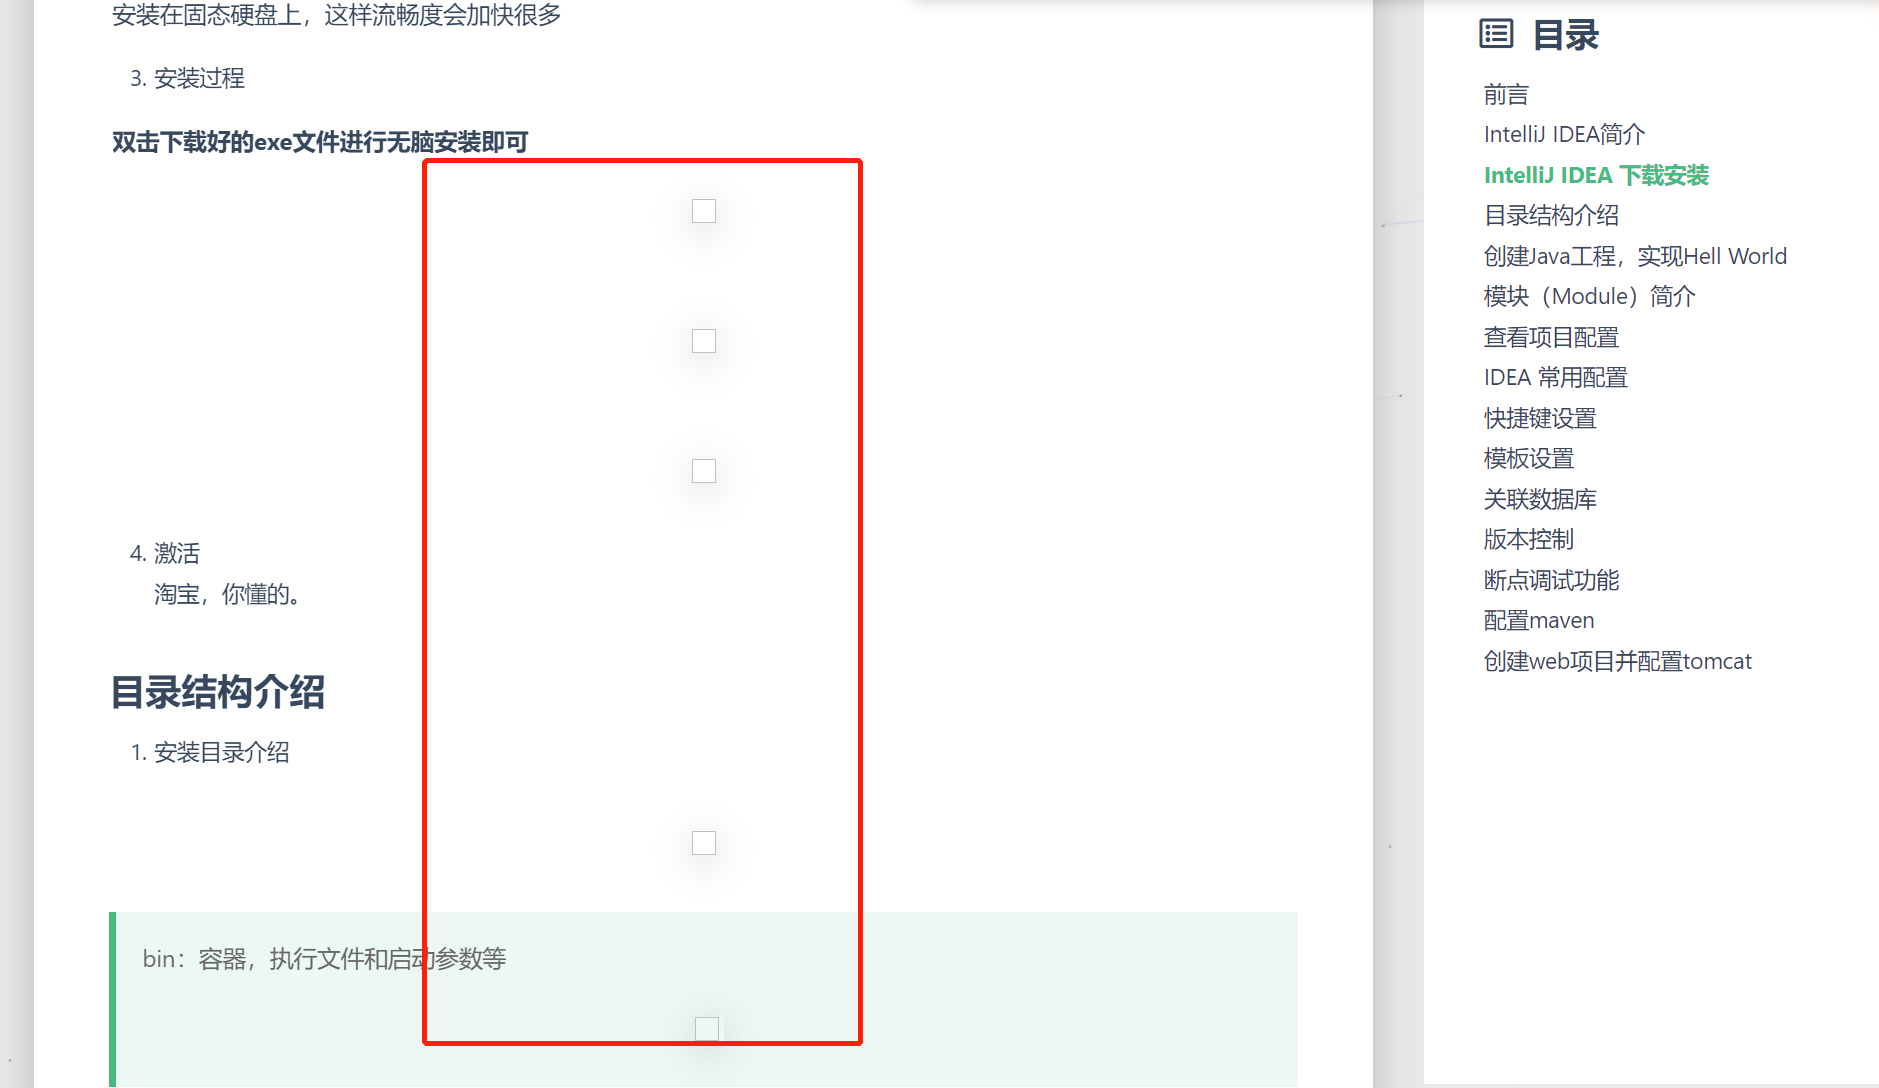 安装在固态硬盘上，这样流畅度会加快很多
3. 安装过程
双击下载好的exe文件进行无脑安装即可
4. 激活
淘宝，你懂的。
目录结构介绍
1. 安装目录介绍
bin：容器，执行文件和启动参数等
目录
前言
IntelliJ IDEA简介
IntelliJ IDEA 下载安装
目录结构介绍
创建Java工程，实现Hell World
模块（Module）简介
查看项目配置
IDEA 常用配置
快捷键设置
模板设置
关联数据库
版本控制
断点调试功能
配置maven
创建web项目并配置tomcat